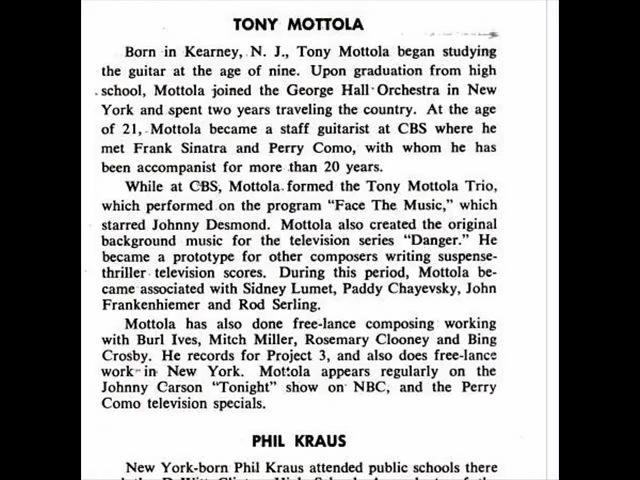 TONY MOTTOLA
Born in Kearney, N. J., Tony Mottola began studying
the guitar at the age of nine. Upon graduation from high
school, Mottola joined the George Hall Orchestra in New
York and spent two years traveling the country. At the age
of 21, Mottola became a staff guitarist at CBS where he
met Frank Sinatra and Perry Como, with whom he has
been accompanist for more than 20 years.
While at CBS, Mottola formed the Tony Mottola Trio,
which performed on the program "Face The Music," which
starred Johnny Desmond. Mottola also created the original
background music for the television series "Danger." He
became a prototype for other composers writing suspense-
thriller television scores. During this period, Mottola be-
came associated with Sidney Lumet, Paddy Chayevsky, John
Frankenhiemer and Rod Serling.
Mottola has also done free-lance composing working
with Burl Ives, Mitch Miller, Rosemary Clooney and Bing
Crosby. He records for Project 3, and also does free-lance
work in New York. Mottola appears regularly on the
Johnny Carson "Tonight" show on NBC, and the Perry
Como television specials.
PHIL KRAUS
New York-born Phil Kraus attended public schools there